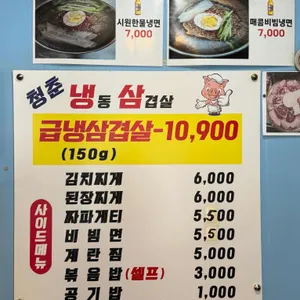 시원한물냉면
7,000
매콤비빔냉면
7,000
청춘 냉동삼겹살
급냉삼겹살-10,900
(150g)
사이드메뉴
김치찌게 6,000
된장찌게 6,000
짜파게티 5,500
비빔면 5,500
계란찜 5,000
볶음밥(셀프) 3,000
공기밥 1,000